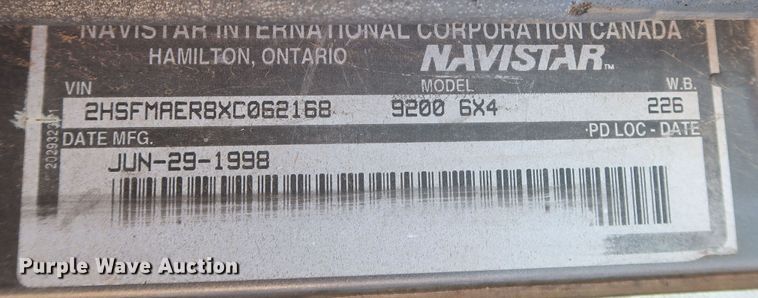 NAVISTAR INTERNATIONAL CORPORATION CANADA
HAMILTON, ONTARIO NAVISTAR™
VIN MODEL W.B.
2HSFMAER8XC062168 9200 6X4 226
DATE MFG. PD LOC - DATE
JUN-29-1998
Purple Wave Auction